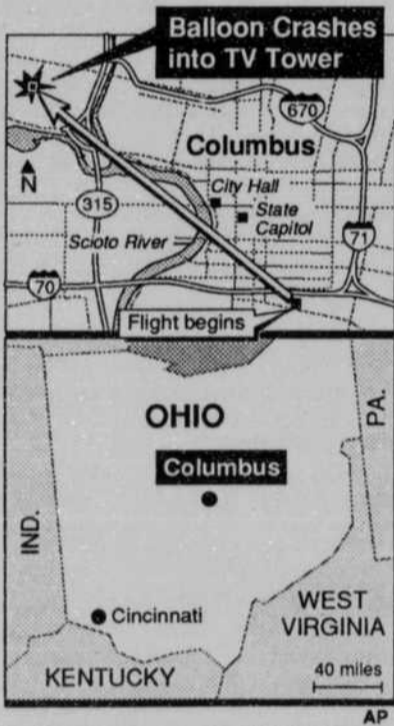 Balloon Crashes
into TV Tower
670
Columbus
N
City Hall
315
State
Capitol
71
Scioto River
70
Flight begins
OHIO
PA.
Columbus
IND.
Cincinnati
WEST
VIRGINIA
KENTUCKY
40 miles
AP